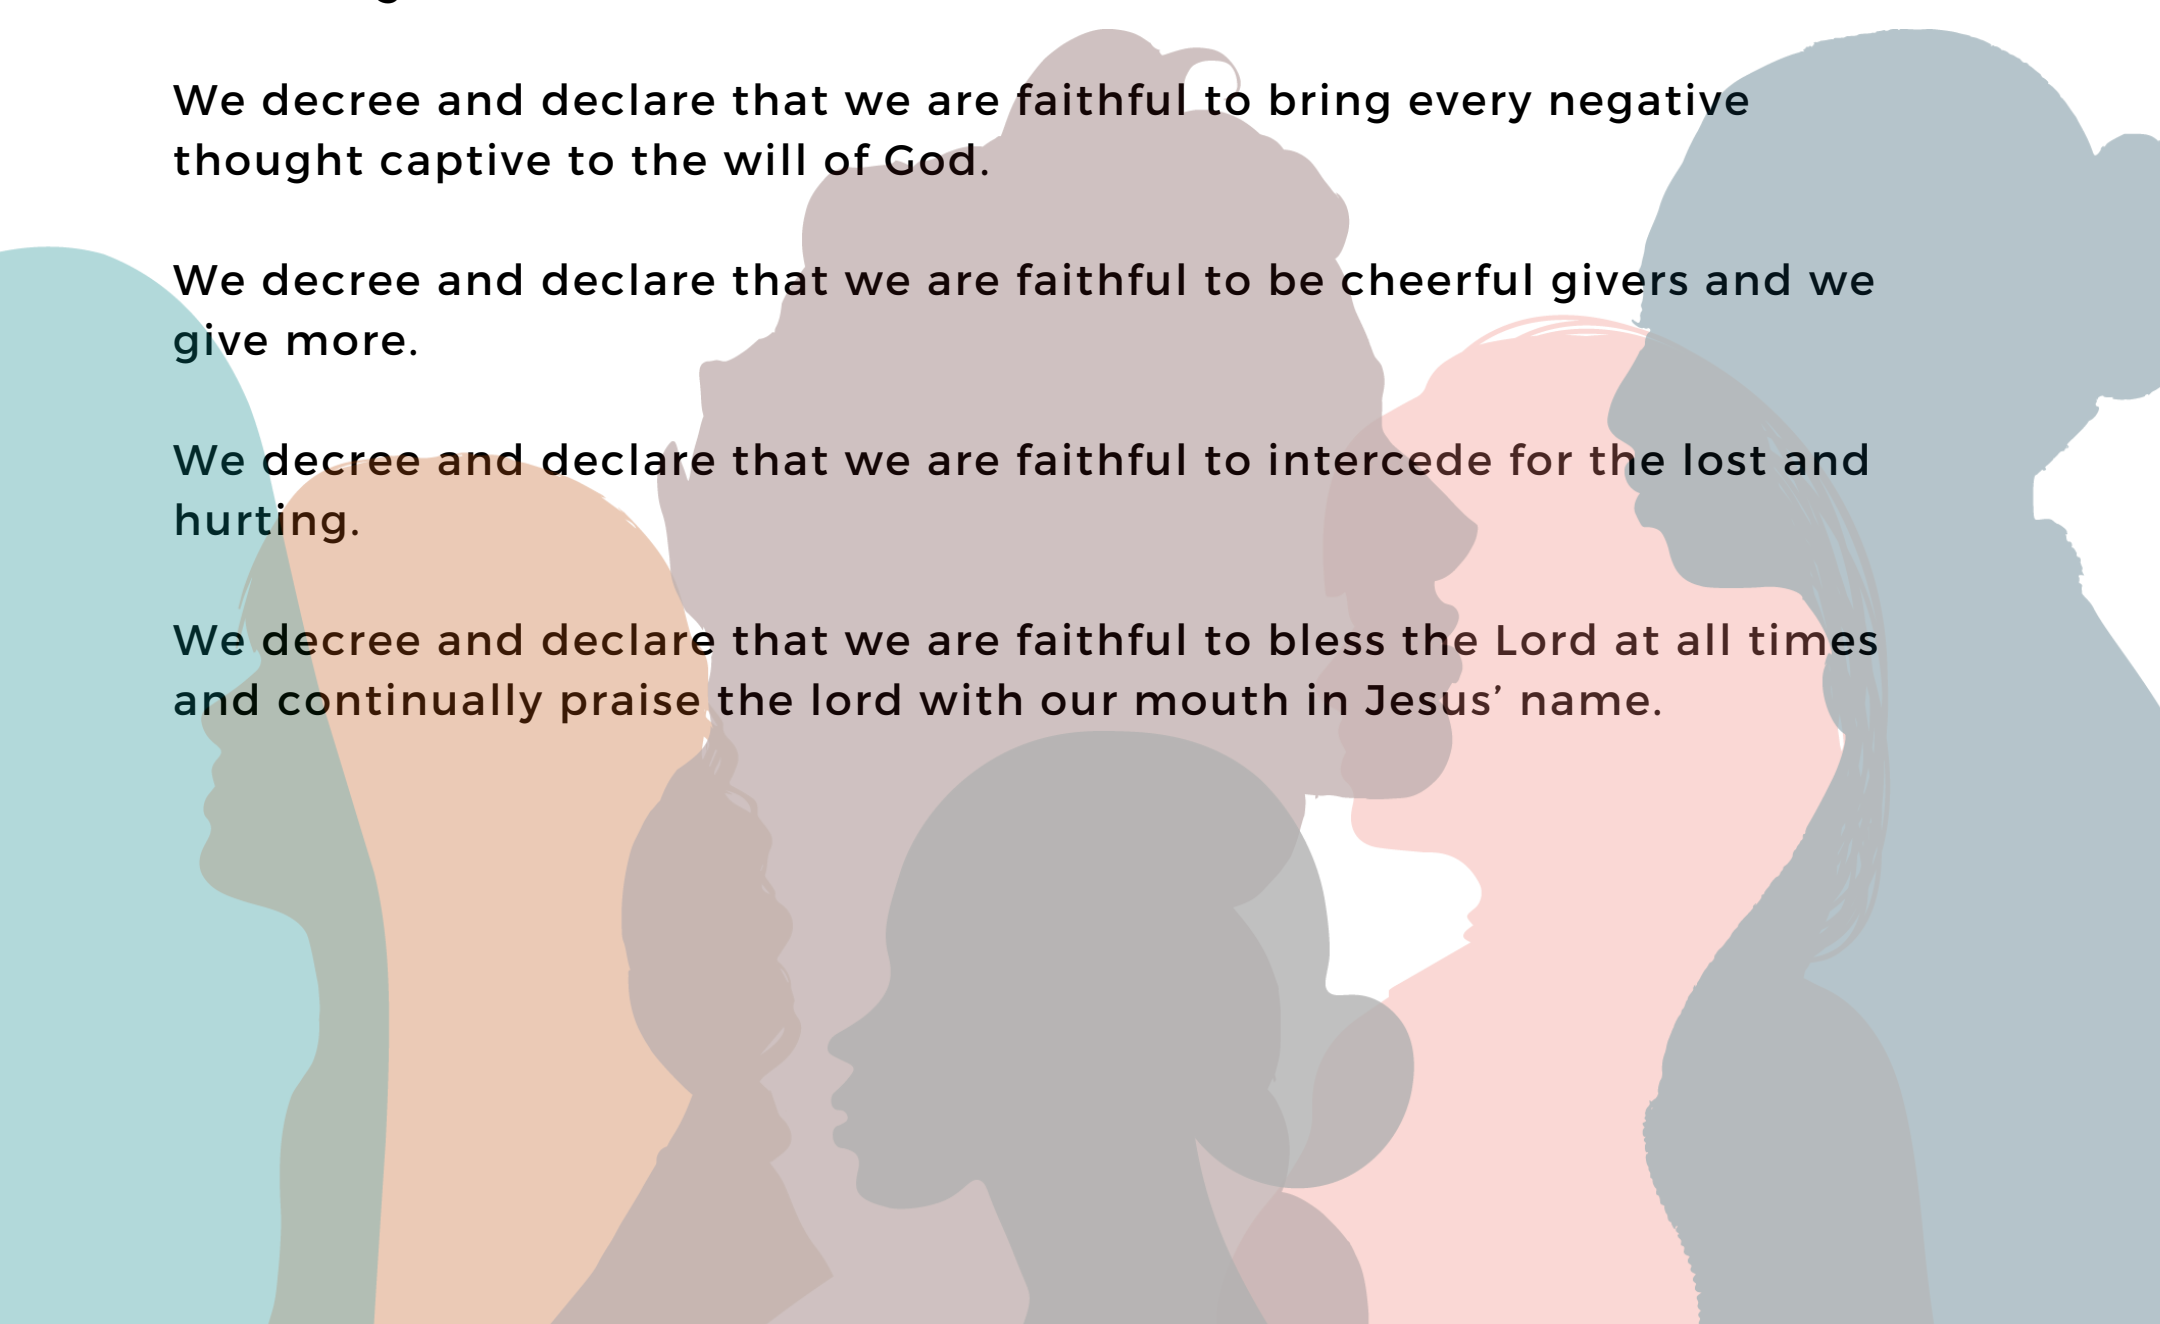 We decree and declare that we are faithful to bring every negative
thought captive to the will of God.
We decree and declare that we are faithful to be cheerful givers and we
give more.
We decree and declare that we are faithful to intercede for the lost and
hurting.
We decree and declare that we are faithful to bless the Lord at all times
and continually praise the lord with our mouth in Jesus’ name.